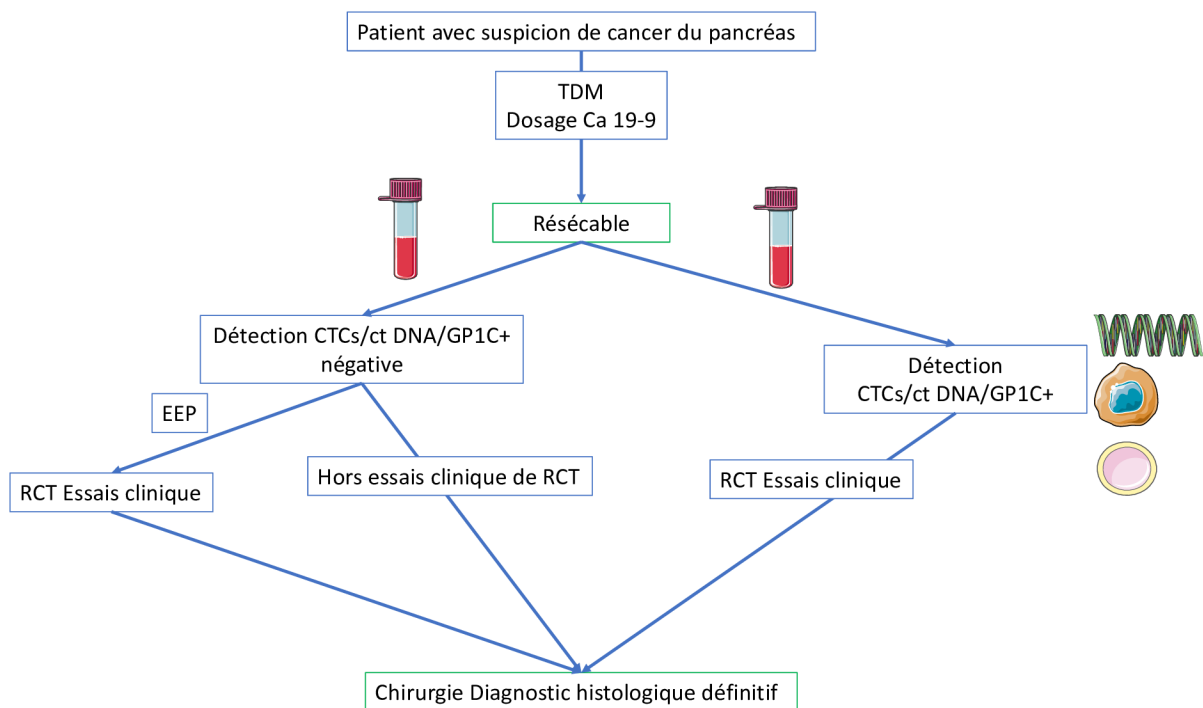 Patient avec suspicion de cancer du pancréas
TDM
Dosage Ca 19-9
Résécable
Détection CTCs/ct DNA/GP1C+
négative
Détection
CTCs/ct DNA/GP1C+
EEP
RCT Essais clinique
Hors essais clinique de RCT
RCT Essais clinique
Chirurgie Diagnostic histologique définitif